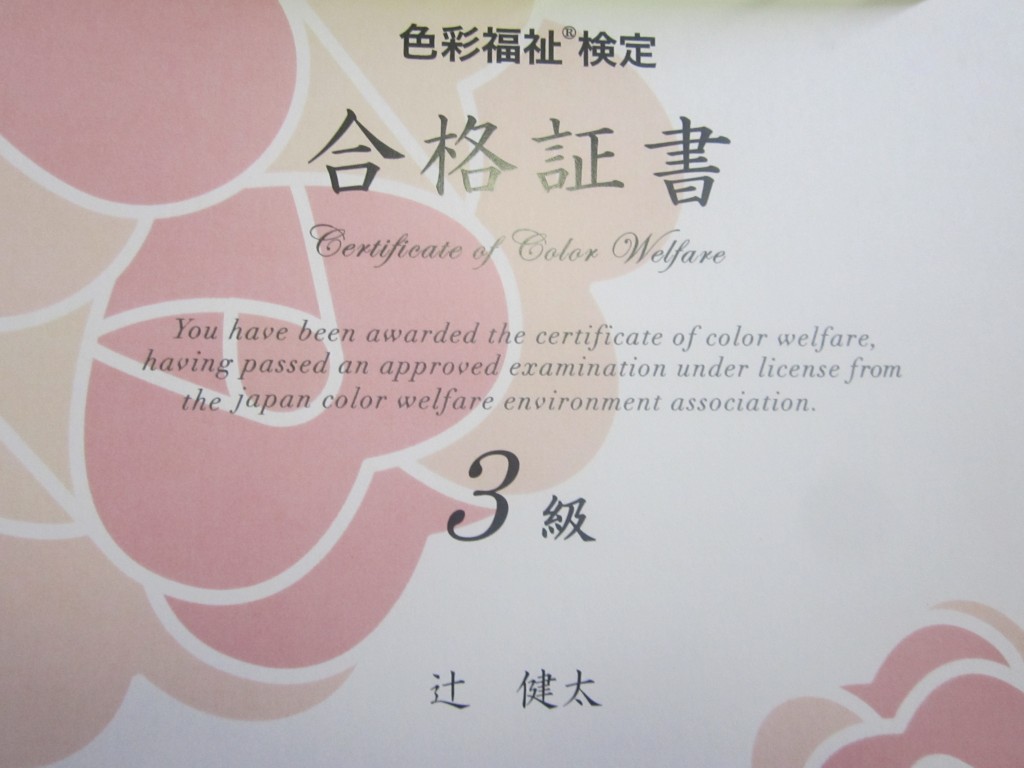 色彩福祉®検定
合格証書
Certificate of Color Welfare
You have been awarded the certificate of color welfare,
having passed an approved examination under license from
the japan color welfare environment association.
3級
辻 健太